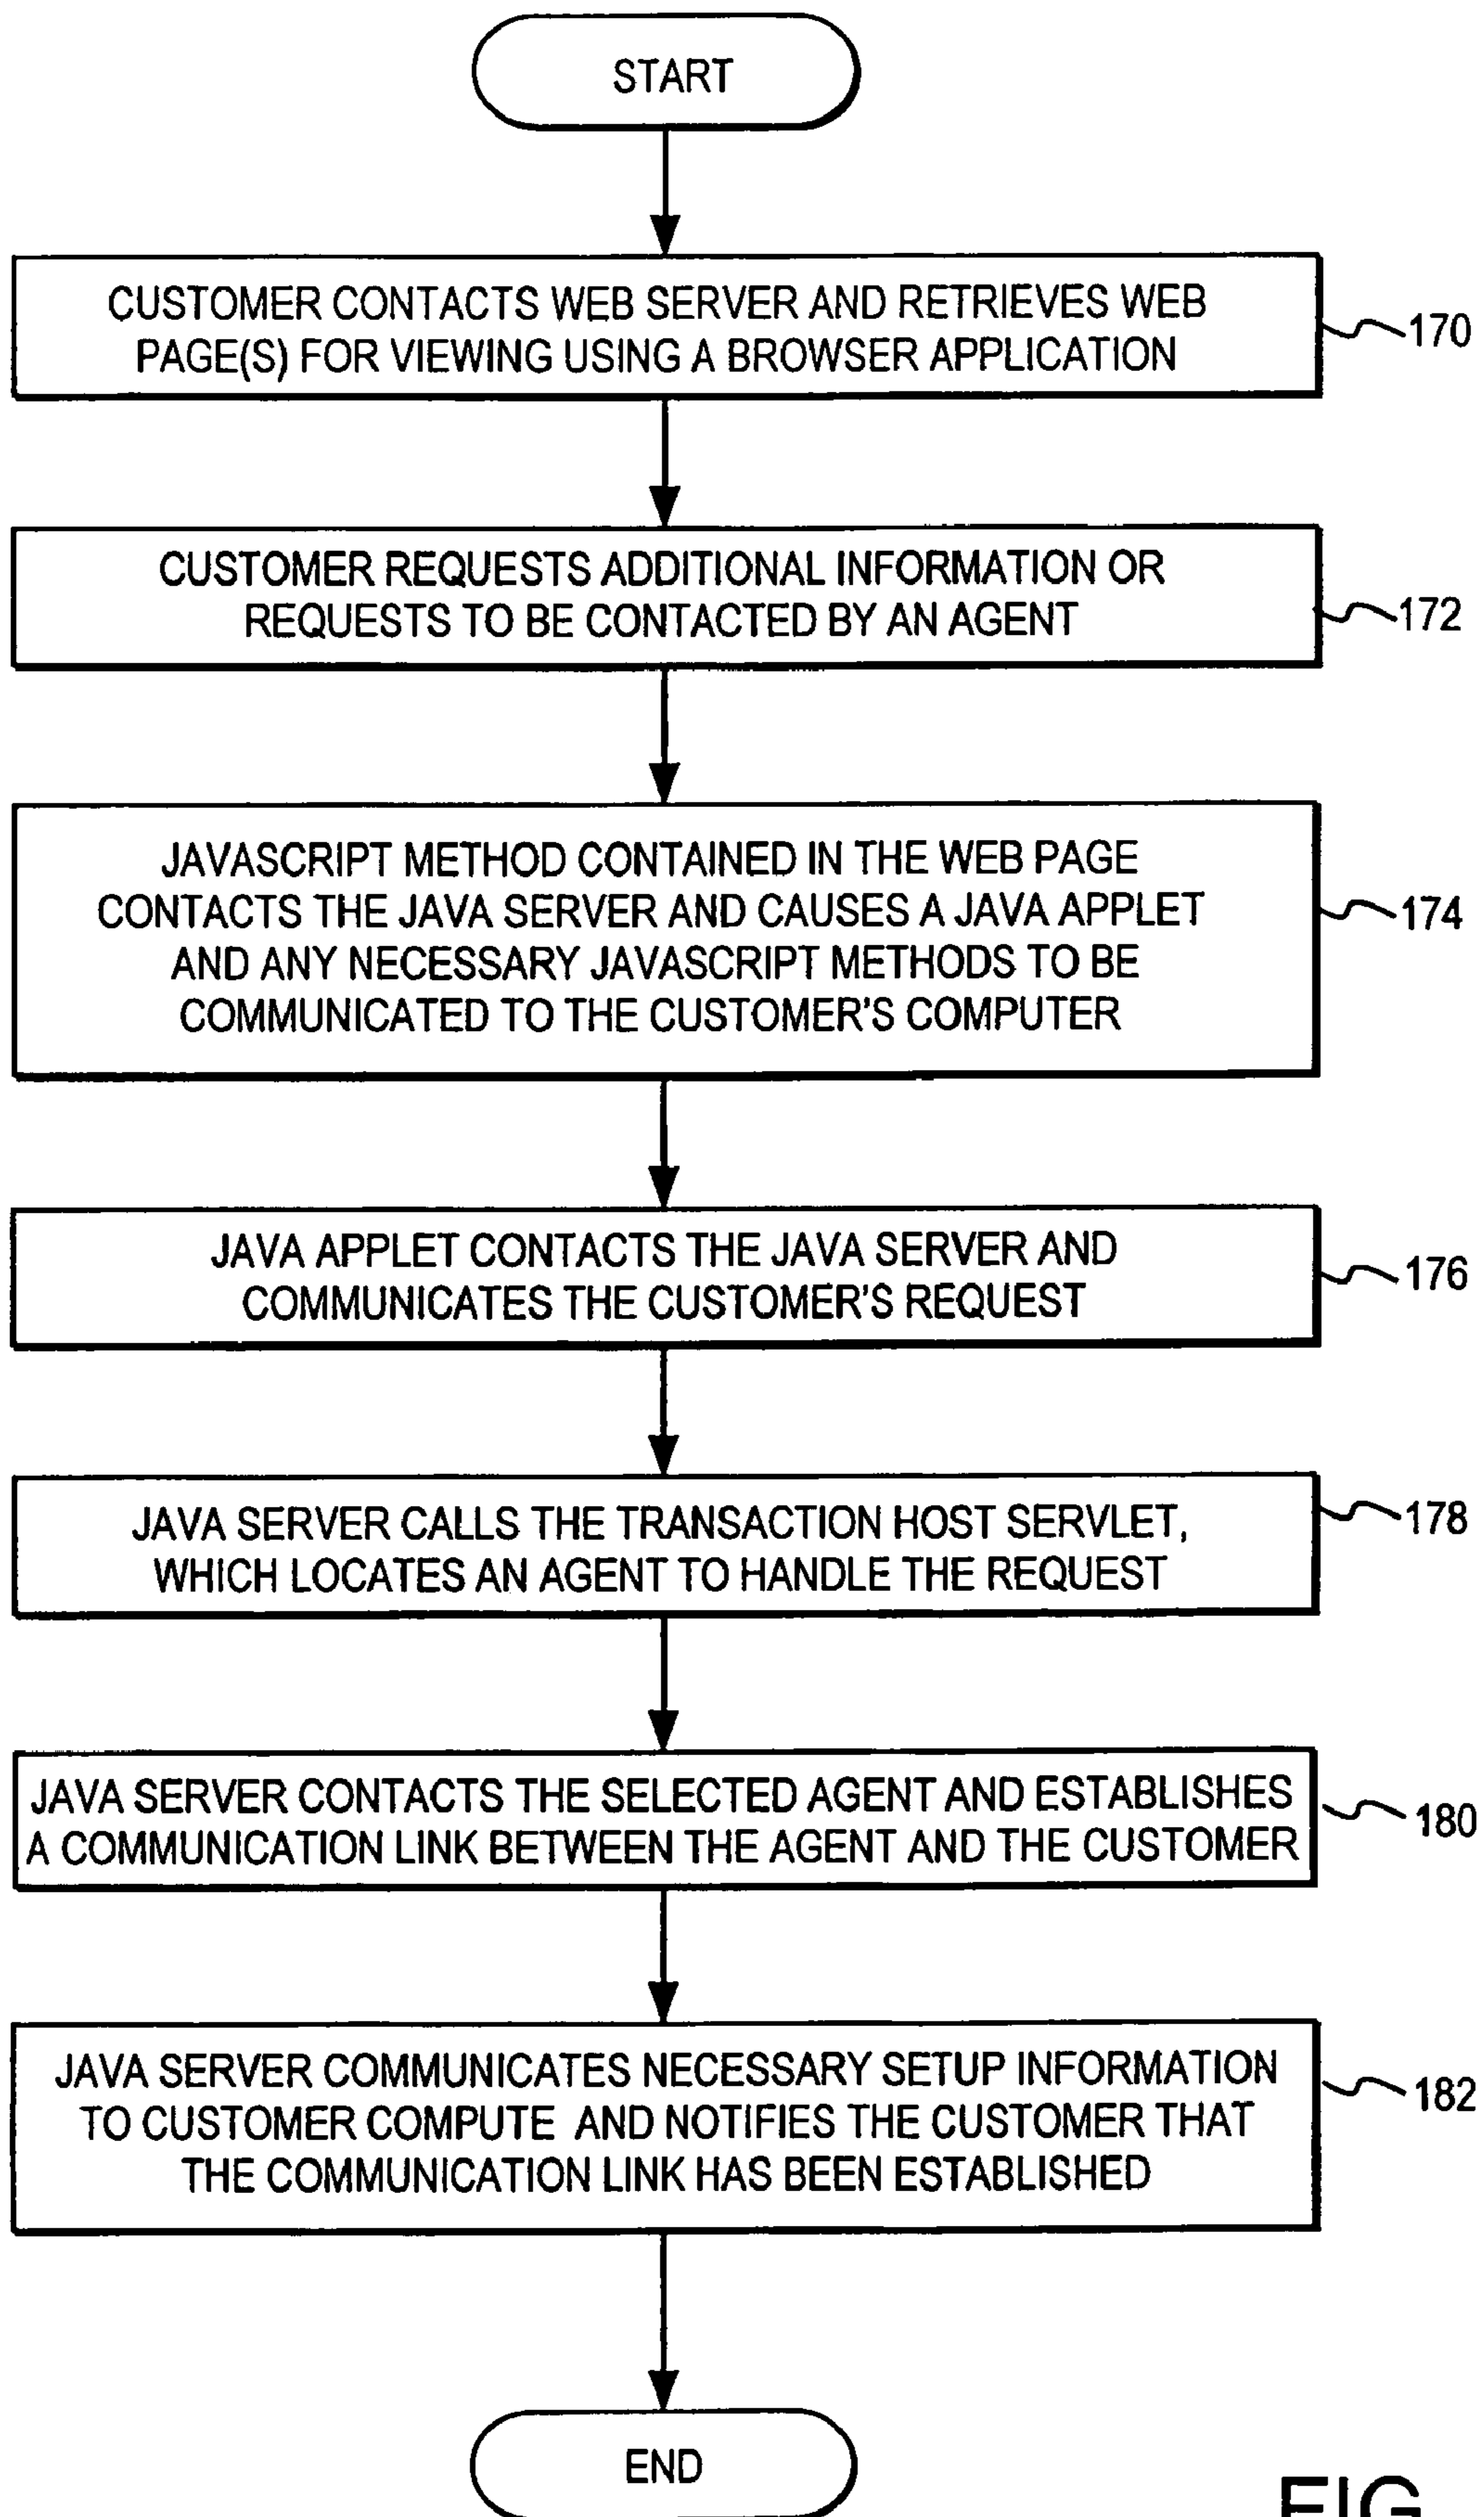 START
CUSTOMER CONTACTS WEB SERVER AND RETRIEVES WEB
PAGE(S) FOR VIEWING USING A BROWSER APPLICATION
170
CUSTOMER REQUESTS ADDITIONAL INFORMATION OR
REQUESTS TO BE CONTACTED BY AN AGENT
172
JAVASCRIPT METHOD CONTAINED IN THE WEB PAGE
CONTACTS THE JAVA SERVER AND CAUSES A JAVA APPLET
AND ANY NECESSARY JAVASCRIPT METHODS TO BE
COMMUNICATED TO THE CUSTOMER'S COMPUTER
174
JAVA APPLET CONTACTS THE JAVA SERVER AND
COMMUNICATES THE CUSTOMER'S REQUEST
176
JAVA SERVER CALLS THE TRANSACTION HOST SERVLET,
WHICH LOCATES AN AGENT TO HANDLE THE REQUEST
178
JAVA SERVER CONTACTS THE SELECTED AGENT AND ESTABLISHES
A COMMUNICATION LINK BETWEEN THE AGENT AND THE CUSTOMER
180
JAVA SERVER COMMUNICATES NECESSARY SETUP INFORMATION
TO CUSTOMER COMPUTE AND NOTIFIES THE CUSTOMER THAT
THE COMMUNICATION LINK HAS BEEN ESTABLISHED
182
END
FIG